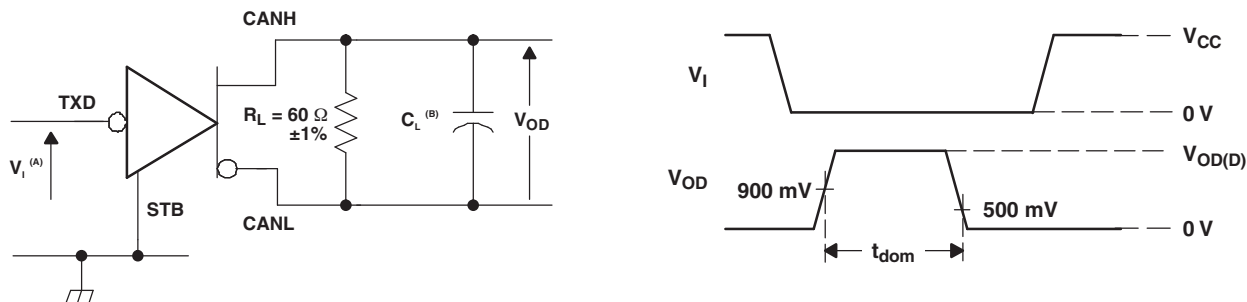 CANH
TXD
R_L = 60 Ω
±1%
C_L (B)
V_OD
V_I (A)
STB
CANL
V_I
V_CC
0 V
V_OD
900 mV
V_OD(D)
500 mV
0 V
t_dom